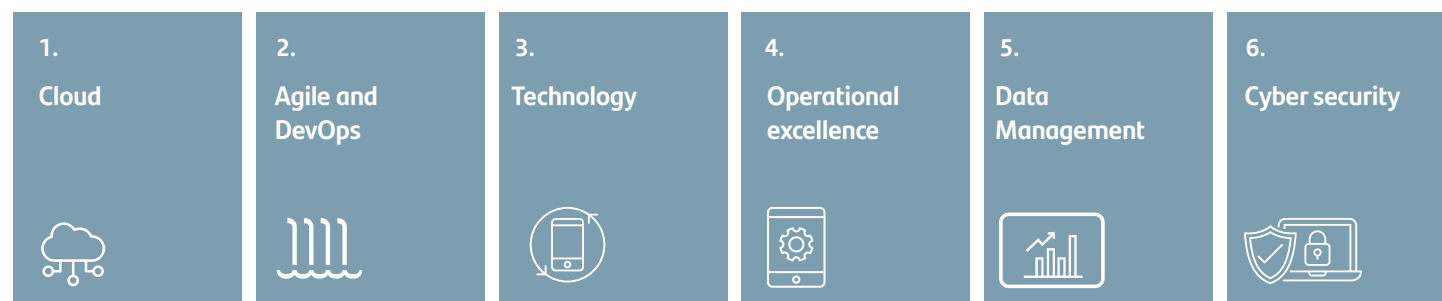 1.
Cloud
2.
Agile and
DevOps
3.
Technology
4.
Operational
excellence
5.
Data
Management
6.
Cyber security